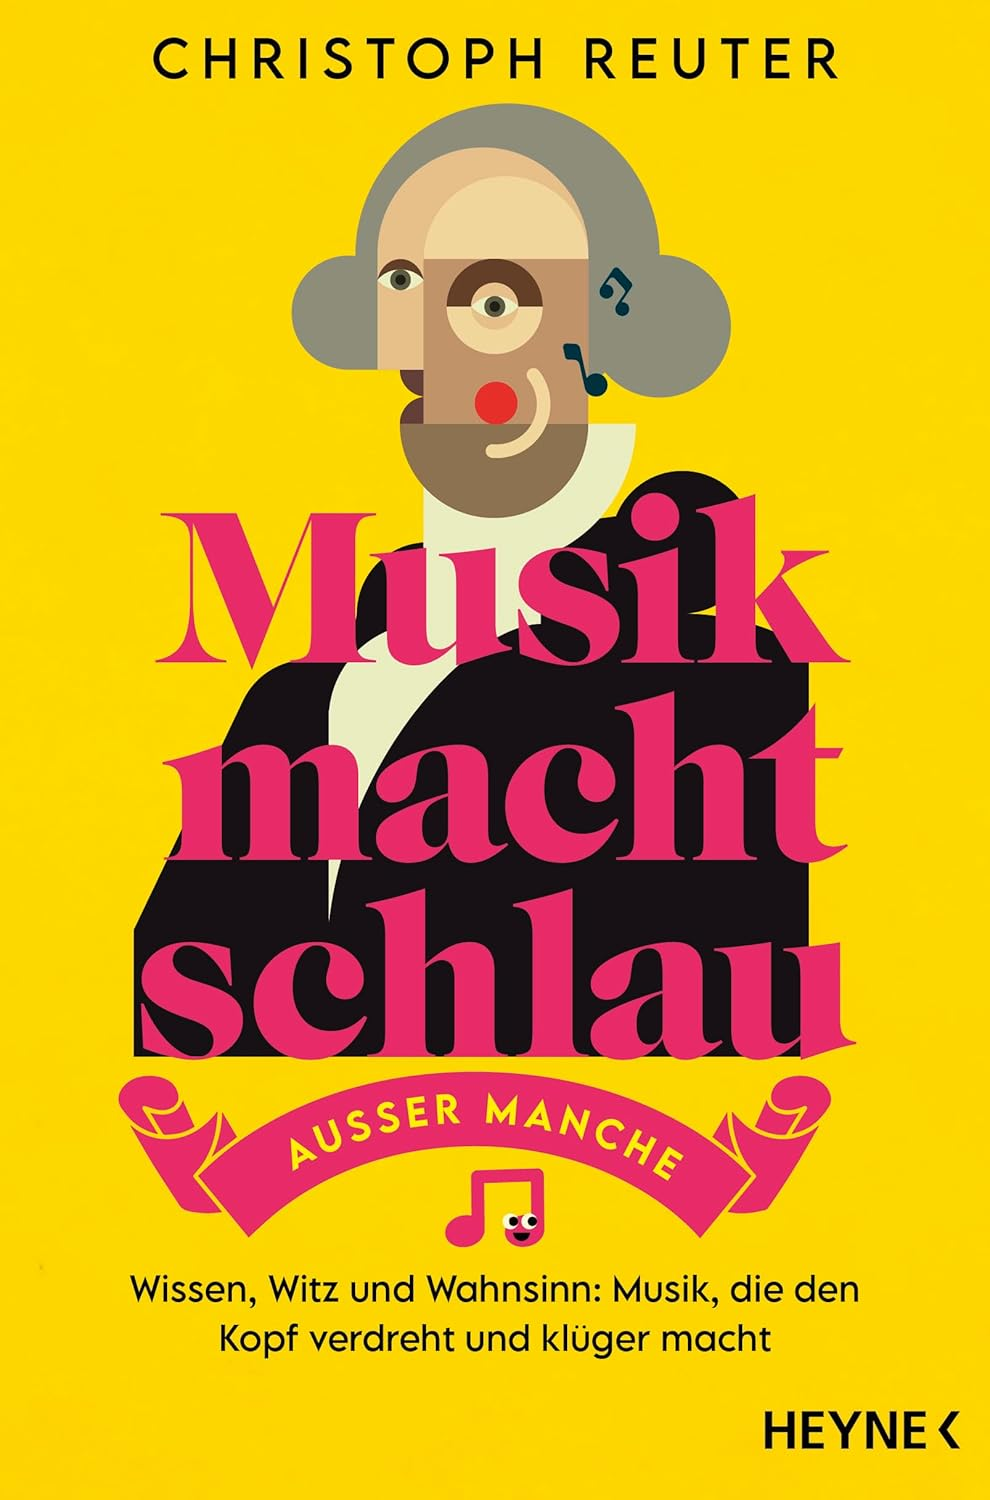 CHRISTOPH REUTER
Musik
macht
schlau
AUSSER MANCHE
Wissen, Witz und Wahnsinn: Musik, die den
Kopf verdreht und klüger macht
HEYNE